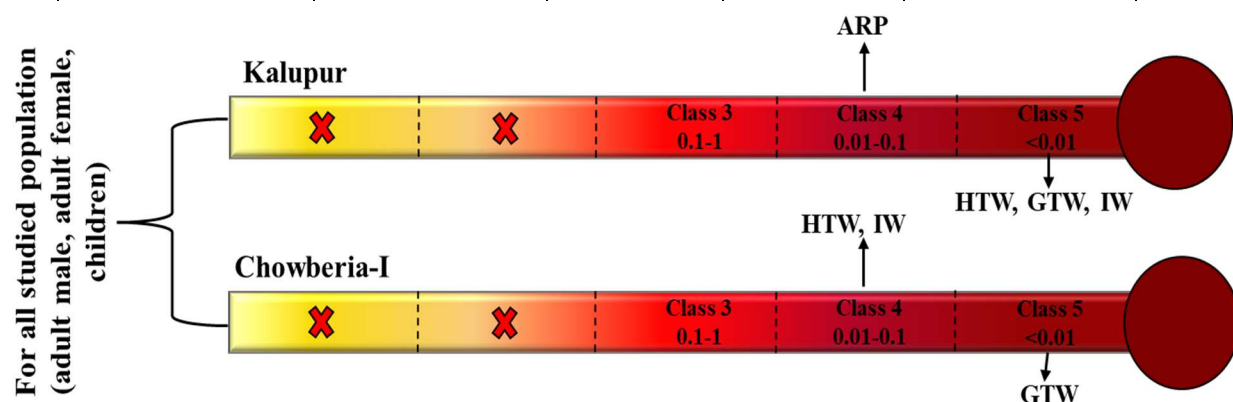 For all studied population
(adult male, adult female,
children)
ARP
Kalupur
Class 3
0.1-1
Class 4
0.01-0.1
Class 5
<0.01
HTW, GTW, IW
HTW, IW
Chowberia-I
Class 3
0.1-1
Class 4
0.01-0.1
Class 5
<0.01
GTW